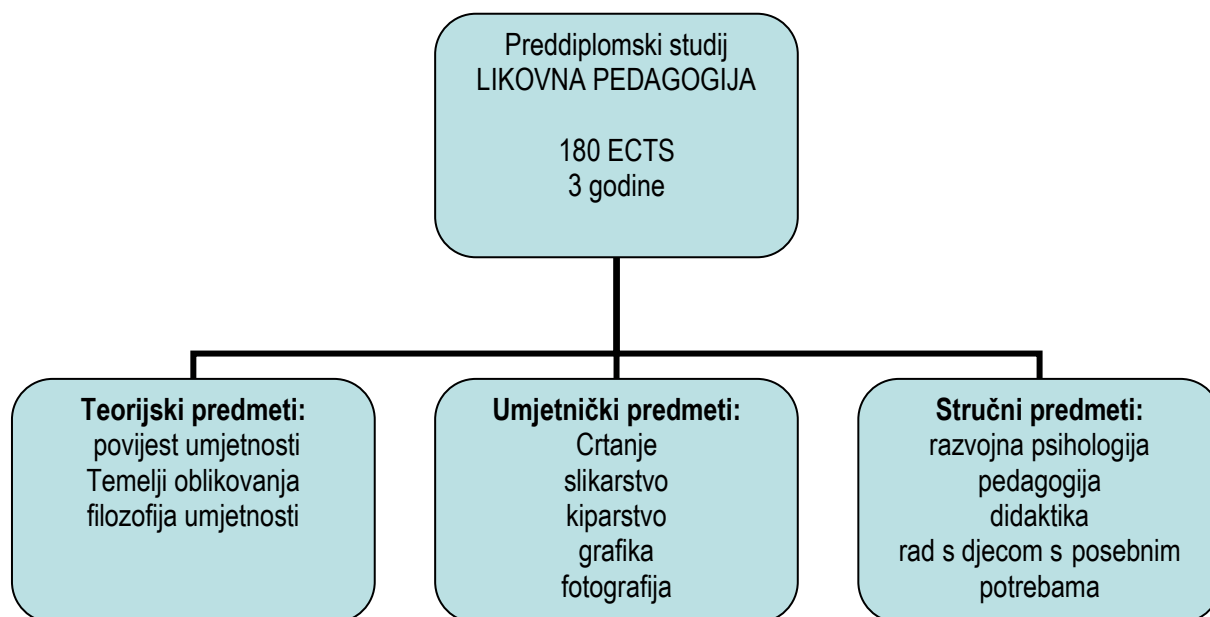 Preddiplomski studij
LIKOVNA PEDAGOGIJA
180 ECTS
3 godine
Teorijski predmeti:
povijest umjetnosti
Temelji oblikovanja
filozofija umjetnosti
Umjetnički predmeti:
Crtanje
slikarstvo
kiparstvo
grafika
fotografija
Stručni predmeti:
razvojna psihologija
pedagogija
didaktika
rad s djecom s posebnim
potrebama